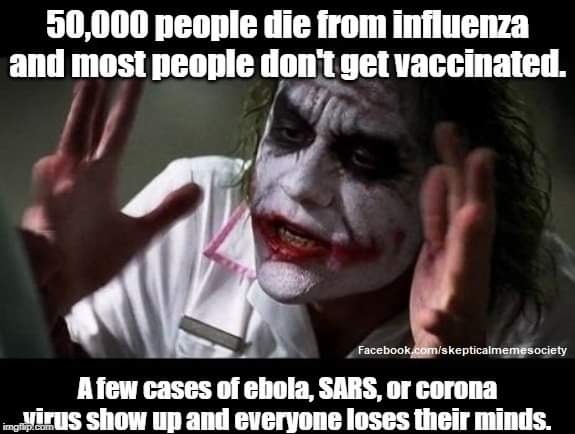 50,000 people die from influenza
and most people don't get vaccinated.
Facebook.com/skepticalmemesociety
A few cases of ebola, SARS, or corona
virus show up and everyone loses their minds.
imgflip.com